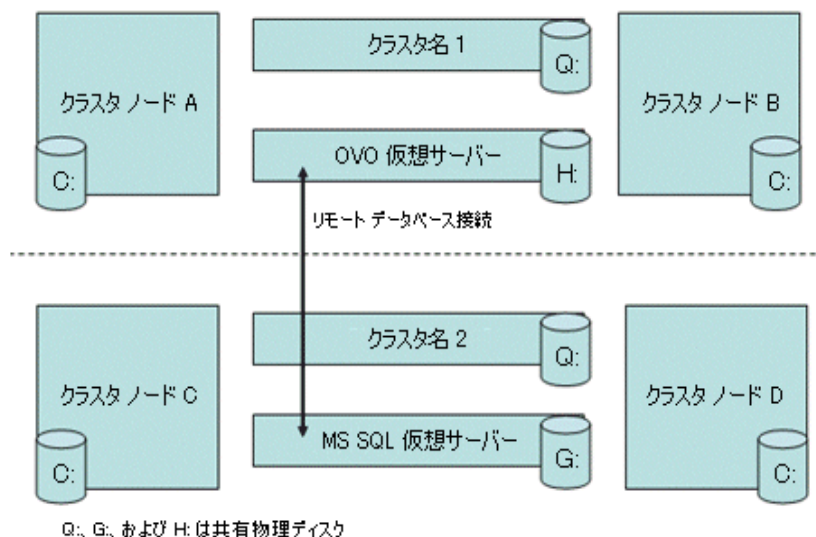 クラスタ名 1
Q:
クラスタ ノード A
クラスタ ノード B
OVO 仮想サーバー
C:
H:
C:
リモート データベース接続
クラスタ名 2
Q:
クラスタ ノード C
クラスタ ノード D
MS SQL 仮想サーバー
C:
G:
C:
Q:、G:、および H: は共有物理ディスク